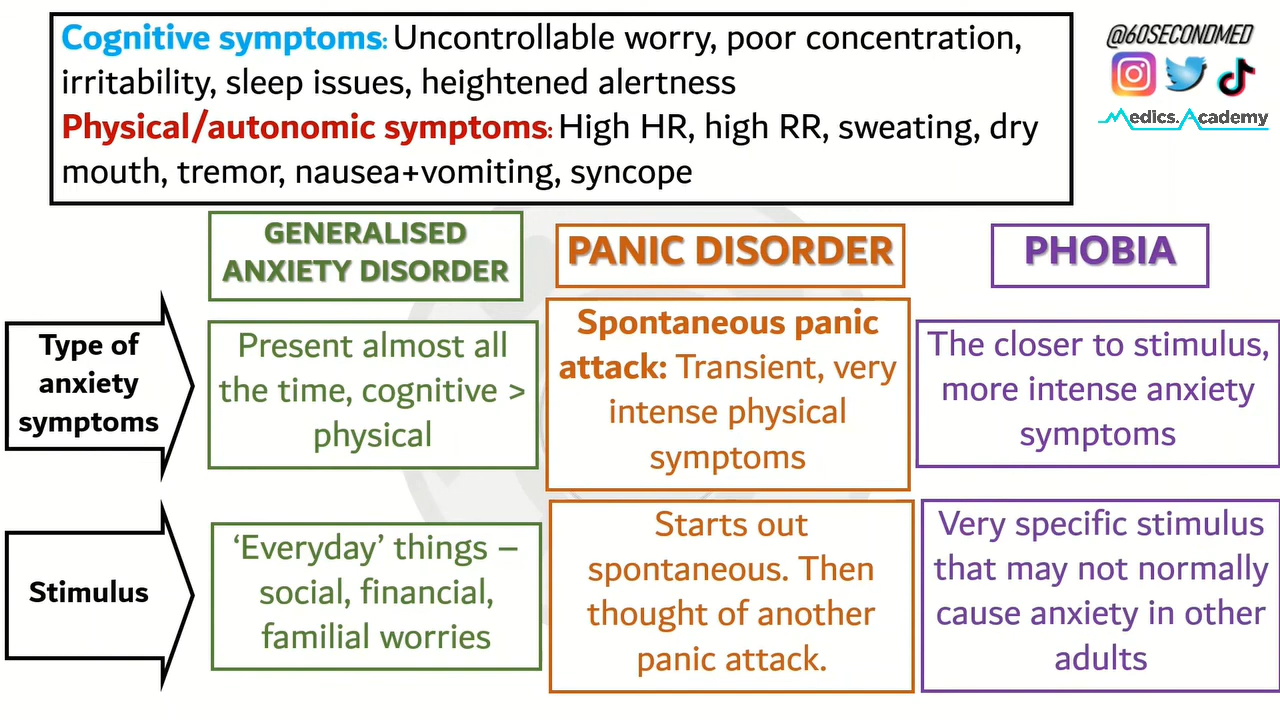 Cognitive symptoms: Uncontrollable worry, poor concentration,
irritability, sleep issues, heightened alertness
Physical/autonomic symptoms: High HR, high RR, sweating, dry
mouth, tremor, nausea+vomiting, syncope
@60SECONDMED
Medics.Academy
GENERALISED
ANXIETY DISORDER
PANIC DISORDER
PHOBIA
Type of
anxiety
symptoms
Present almost all
the time, cognitive >
physical
Spontaneous panic
attack: Transient, very
intense physical
symptoms
The closer to stimulus,
more intense anxiety
symptoms
Stimulus
‘Everyday’ things –
social, financial,
familial worries
Starts out
spontaneous. Then
thought of another
panic attack.
Very specific stimulus
that may not normally
cause anxiety in other
adults